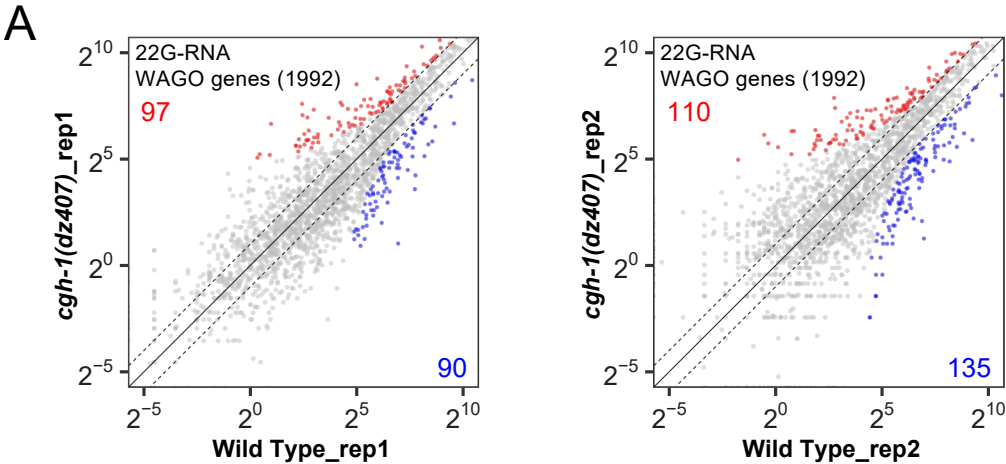 A
22G-RNA
WAGO genes (1992)
97
90
2^10
2^5
2^0
2^−5
cgh-1(dz407)_rep1
2^−5
2^0
2^5
2^10
Wild Type_rep1
22G-RNA
WAGO genes (1992)
110
135
2^10
2^5
2^0
2^−5
cgh-1(dz407)_rep2
2^−5
2^0
2^5
2^10
Wild Type_rep2